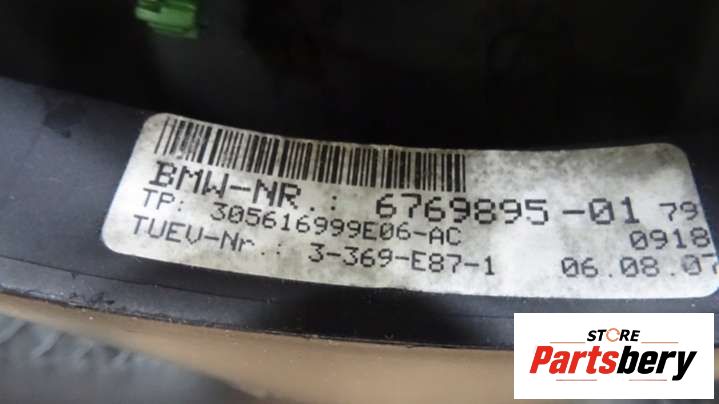 BMW-NR.: 6769895-01 79
TP: 305616999E06-AC 0918
TUEV-Nr.: 3-369-E87-1 06.08.07
STORE
Partsbery